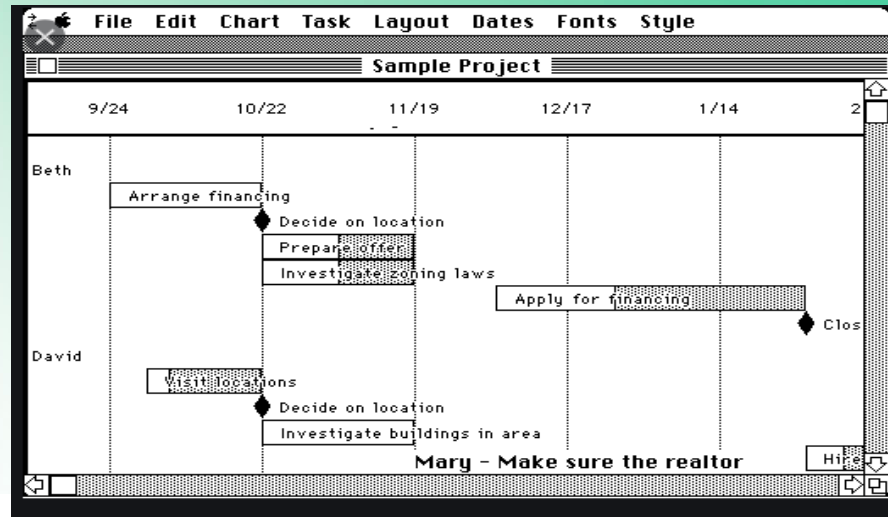 File Edit Chart Task Layout Dates Fonts Style
Sample Project
9/24 10/22 11/19 12/17 1/14 2
Beth
Arrange financing
Decide on location
Prepare offer
Investigate zoning laws
Apply for financing
Clos
David
Visit locations
Decide on location
Investigate buildings in area
Mary - Make sure the realtor
Hire